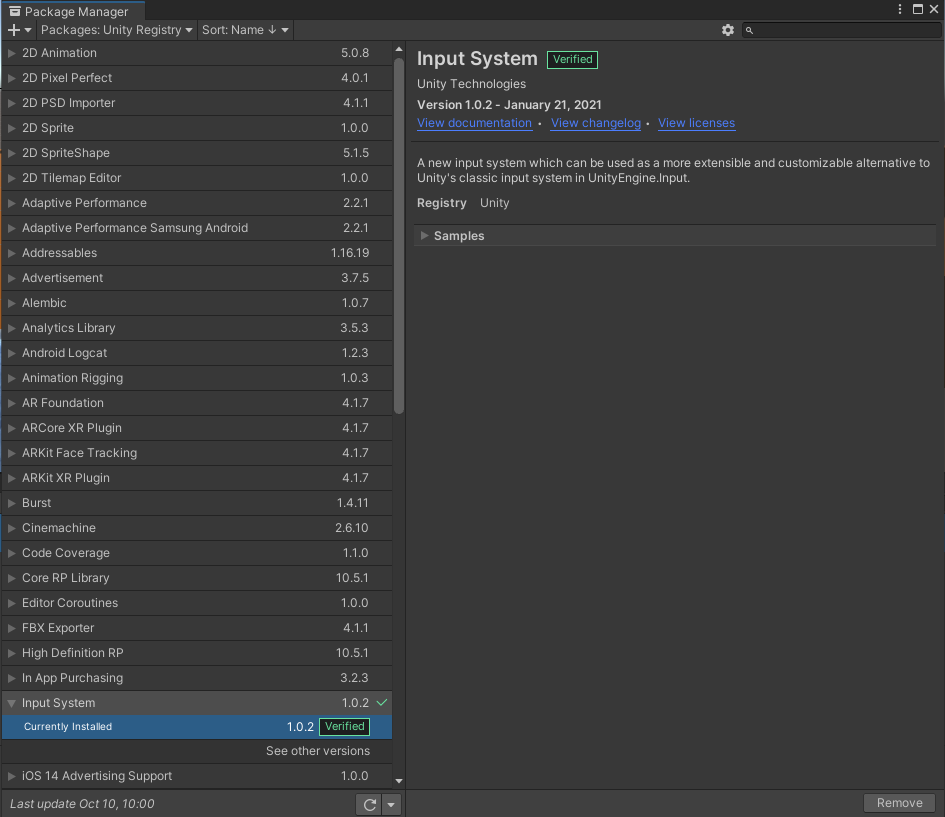 Package Manager
Packages: Unity Registry Sort: Name ↓
2D Animation 5.0.8
2D Pixel Perfect 4.0.1
2D PSD Importer 4.1.1
2D Sprite 1.0.0
2D SpriteShape 5.1.5
2D Tilemap Editor 1.0.0
Adaptive Performance 2.2.1
Adaptive Performance Samsung Android 2.2.1
Addressables 1.16.19
Advertisement 3.7.5
Alembic 1.0.7
Analytics Library 3.5.3
Android Logcat 1.2.3
Animation Rigging 1.0.3
AR Foundation 4.1.7
ARCore XR Plugin 4.1.7
ARKit Face Tracking 4.1.7
ARKit XR Plugin 4.1.7
Burst 1.4.11
Cinemachine 2.6.10
Code Coverage 1.1.0
Core RP Library 10.5.1
Editor Coroutines 1.0.0
FBX Exporter 4.1.1
High Definition RP 10.5.1
In App Purchasing 3.2.3
Input System 1.0.2
Currently Installed 1.0.2 Verified
See other versions
iOS 14 Advertising Support 1.0.0
Last update Oct 10, 10:00
Input System Verified
Unity Technologies
Version 1.0.2 - January 21, 2021
View documentation • View changelog • View licenses
A new input system which can be used as a more extensible and customizable alternative to
Unity's classic input system in UnityEngine.Input.
Registry Unity
Samples
Remove